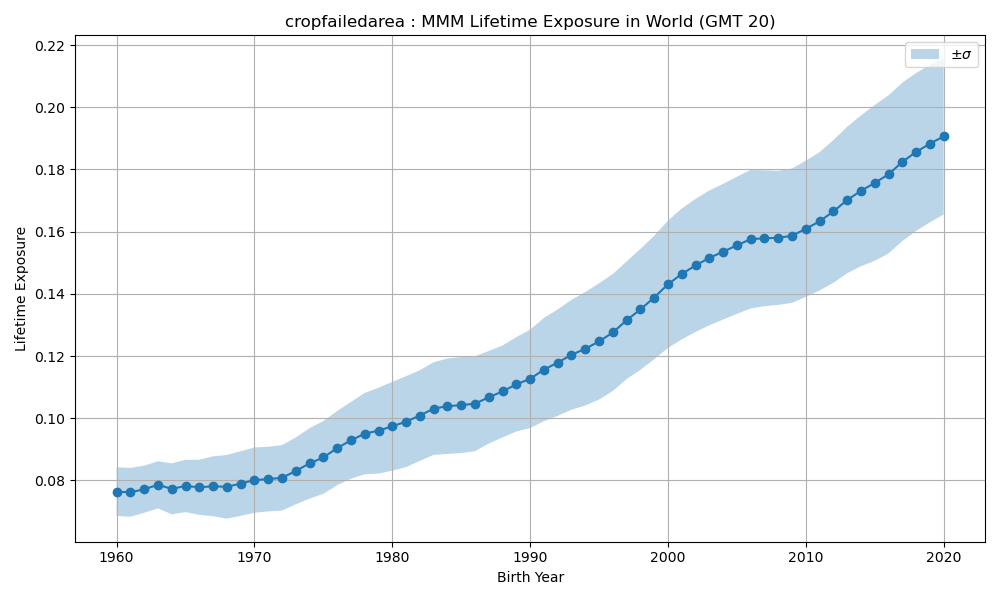 cropfailedarea : MMM Lifetime Exposure in World (GMT 20)
±σ
Lifetime Exposure
0.22
0.20
0.18
0.16
0.14
0.12
0.10
0.08
1960 1970 1980 1990 2000 2010 2020
Birth Year